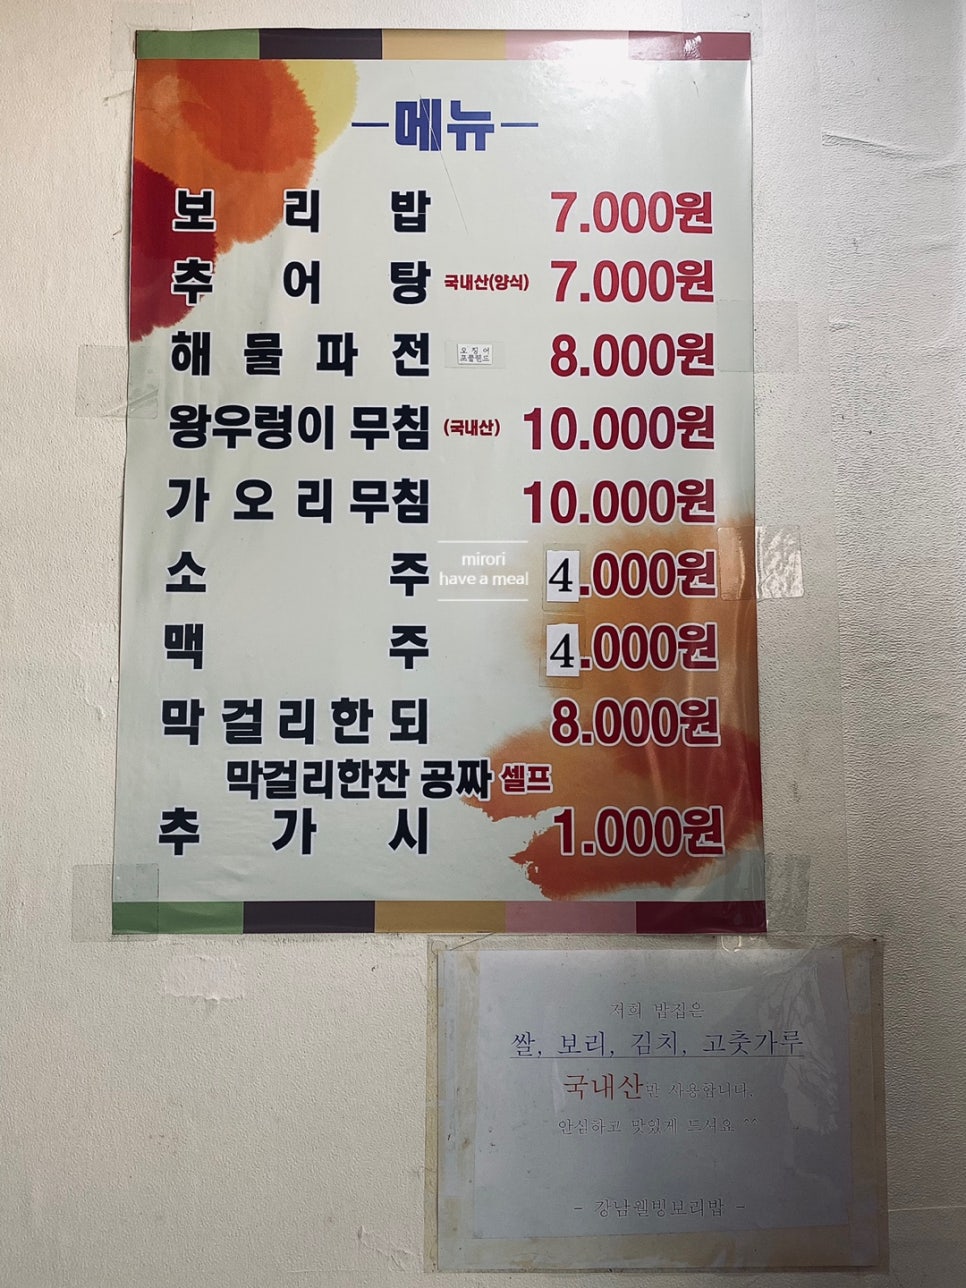 메뉴
보리밥 7.000원
추어탕 국내산(양식) 7.000원
해물파전 오징어 8.000원
왕우렁이 무침 (국내산) 10.000원
가오리무침 10.000원
소주 4.000원
맥주 4.000원
막걸리한되 8.000원
막걸리한잔 공짜 셀프
추가시 1.000원
mirori
have a meal
저희 밥집은
쌀, 보리, 김치, 고춧가루
국내산만 사용합니다.
안심하고 맛있게 드셔요 ^^
- 강남웰빙보리밥 -